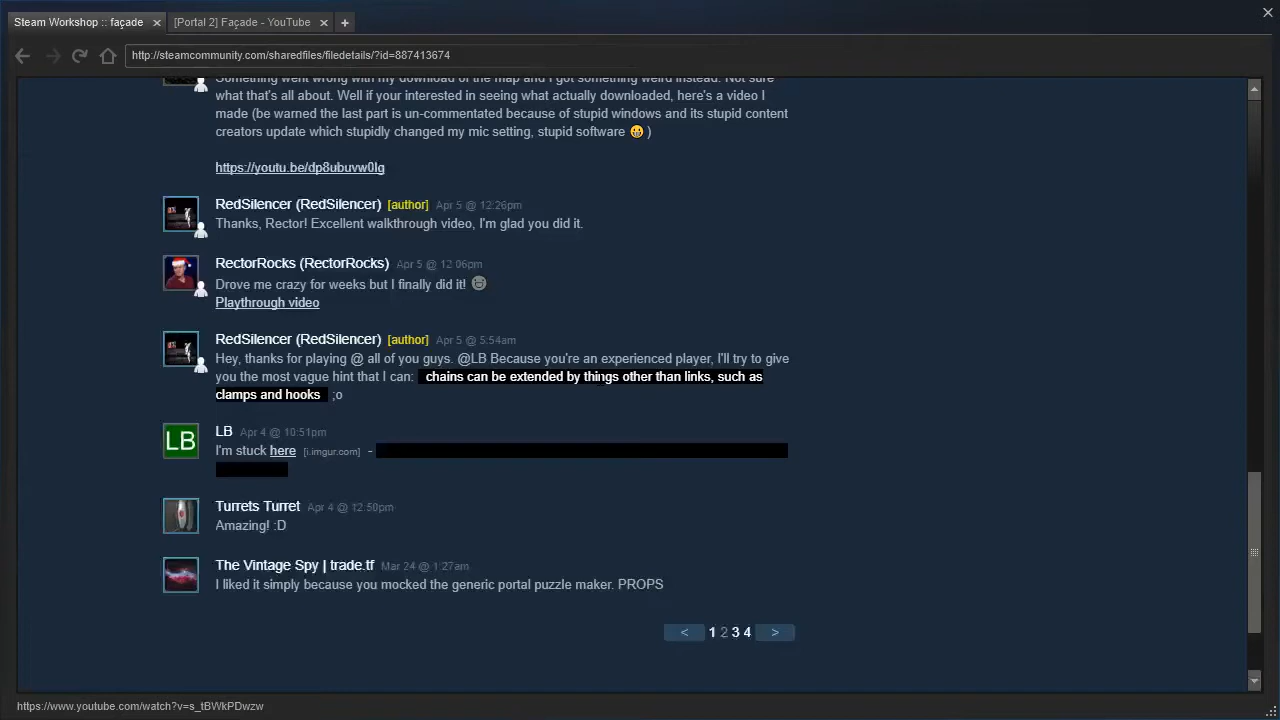 Steam Workshop :: façade
[Portal 2] Façade - YouTube
http://steamcommunity.com/sharedfiles/filedetails/?id=887413674
Something went wrong with my download of the map and I got something weird instead. Not sure
what that's all about. Well if your interested in seeing what actually downloaded, here's a video I
made (be warned the last part is un-commentated because of stupid windows and its stupid content
creators update which stupidly changed my mic setting, stupid software )
https://youtu.be/dp8ubuvw0lg
RedSilencer (RedSilencer) [author] Apr 5 @ 12:26pm
Thanks, Rector! Excellent walkthrough video, I'm glad you did it.
RectorRocks (RectorRocks) Apr 5 @ 12:06pm
Drove me crazy for weeks but I finally did it!
Playthrough video
RedSilencer (RedSilencer) [author] Apr 5 @ 5:54am
Hey, thanks for playing @ all of you guys. @LB Because you're an experienced player, I'll try to give
you the most vague hint that I can: chains can be extended by things other than links, such as
clamps and hooks ;o
LB
LB Apr 4 @ 10:51pm
I'm stuck here [i.imgur.com] -
Turrets Turret Apr 4 @ 12:50pm
Amazing! :D
The Vintage Spy | trade.tf Mar 24 @ 1:27am
I liked it simply because you mocked the generic portal puzzle maker. PROPS
< 1 2 3 4 >
https://www.youtube.com/watch?v=s_tBWkPDwzw